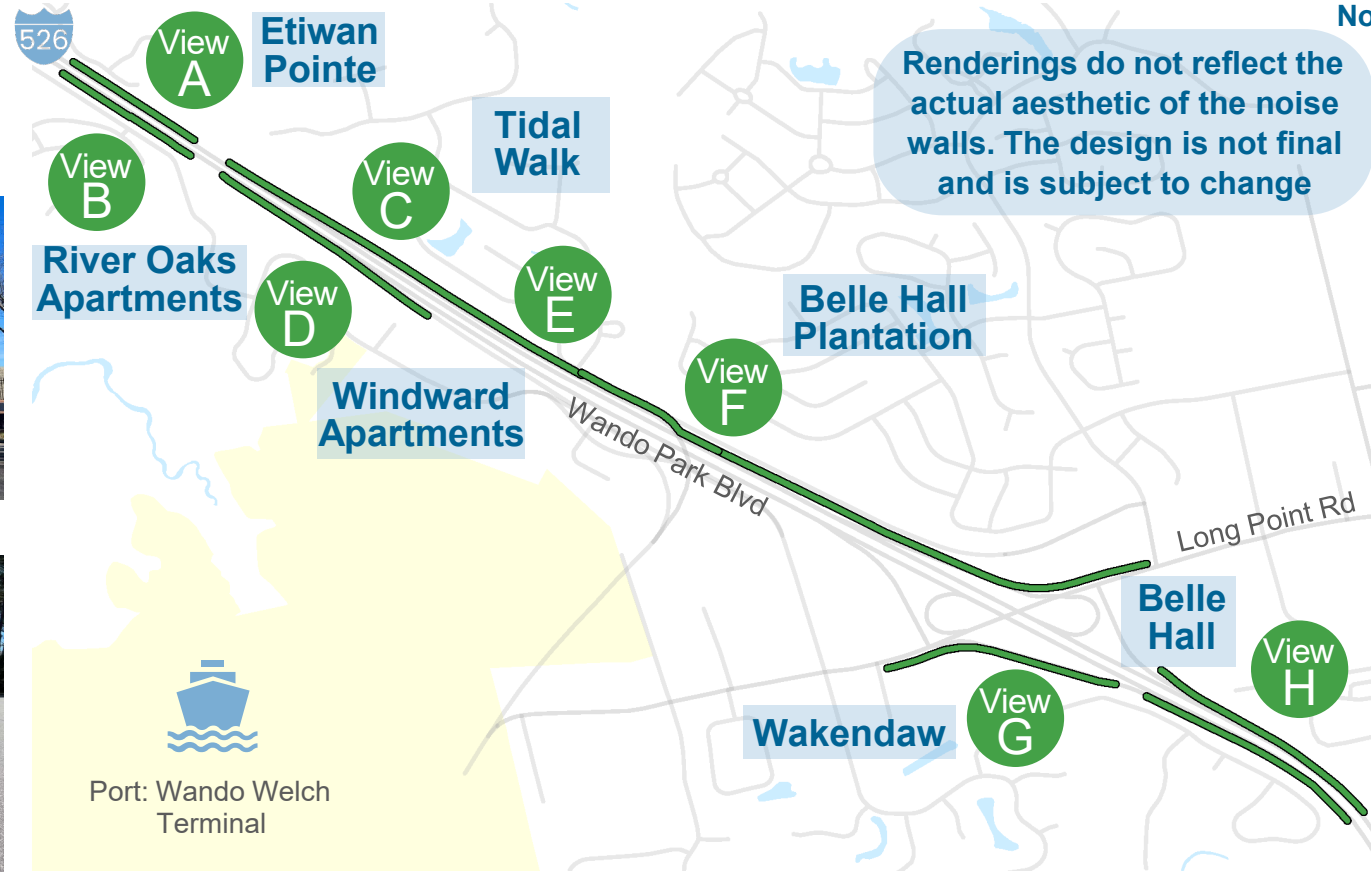 526
View
A
Etiwan
Pointe
No
Renderings do not reflect the
actual aesthetic of the noise
walls. The design is not final
and is subject to change
Tidal
Walk
View
B
View
C
River Oaks
Apartments
View
D
View
E
Belle Hall
Plantation
Windward
Apartments
View
F
Wando Park Blvd
Long Point Rd
Belle
Hall
View
H
Wakendaw
View
G
Port: Wando Welch
Terminal